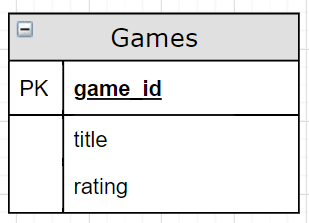 Games
PK game_id
title
rating